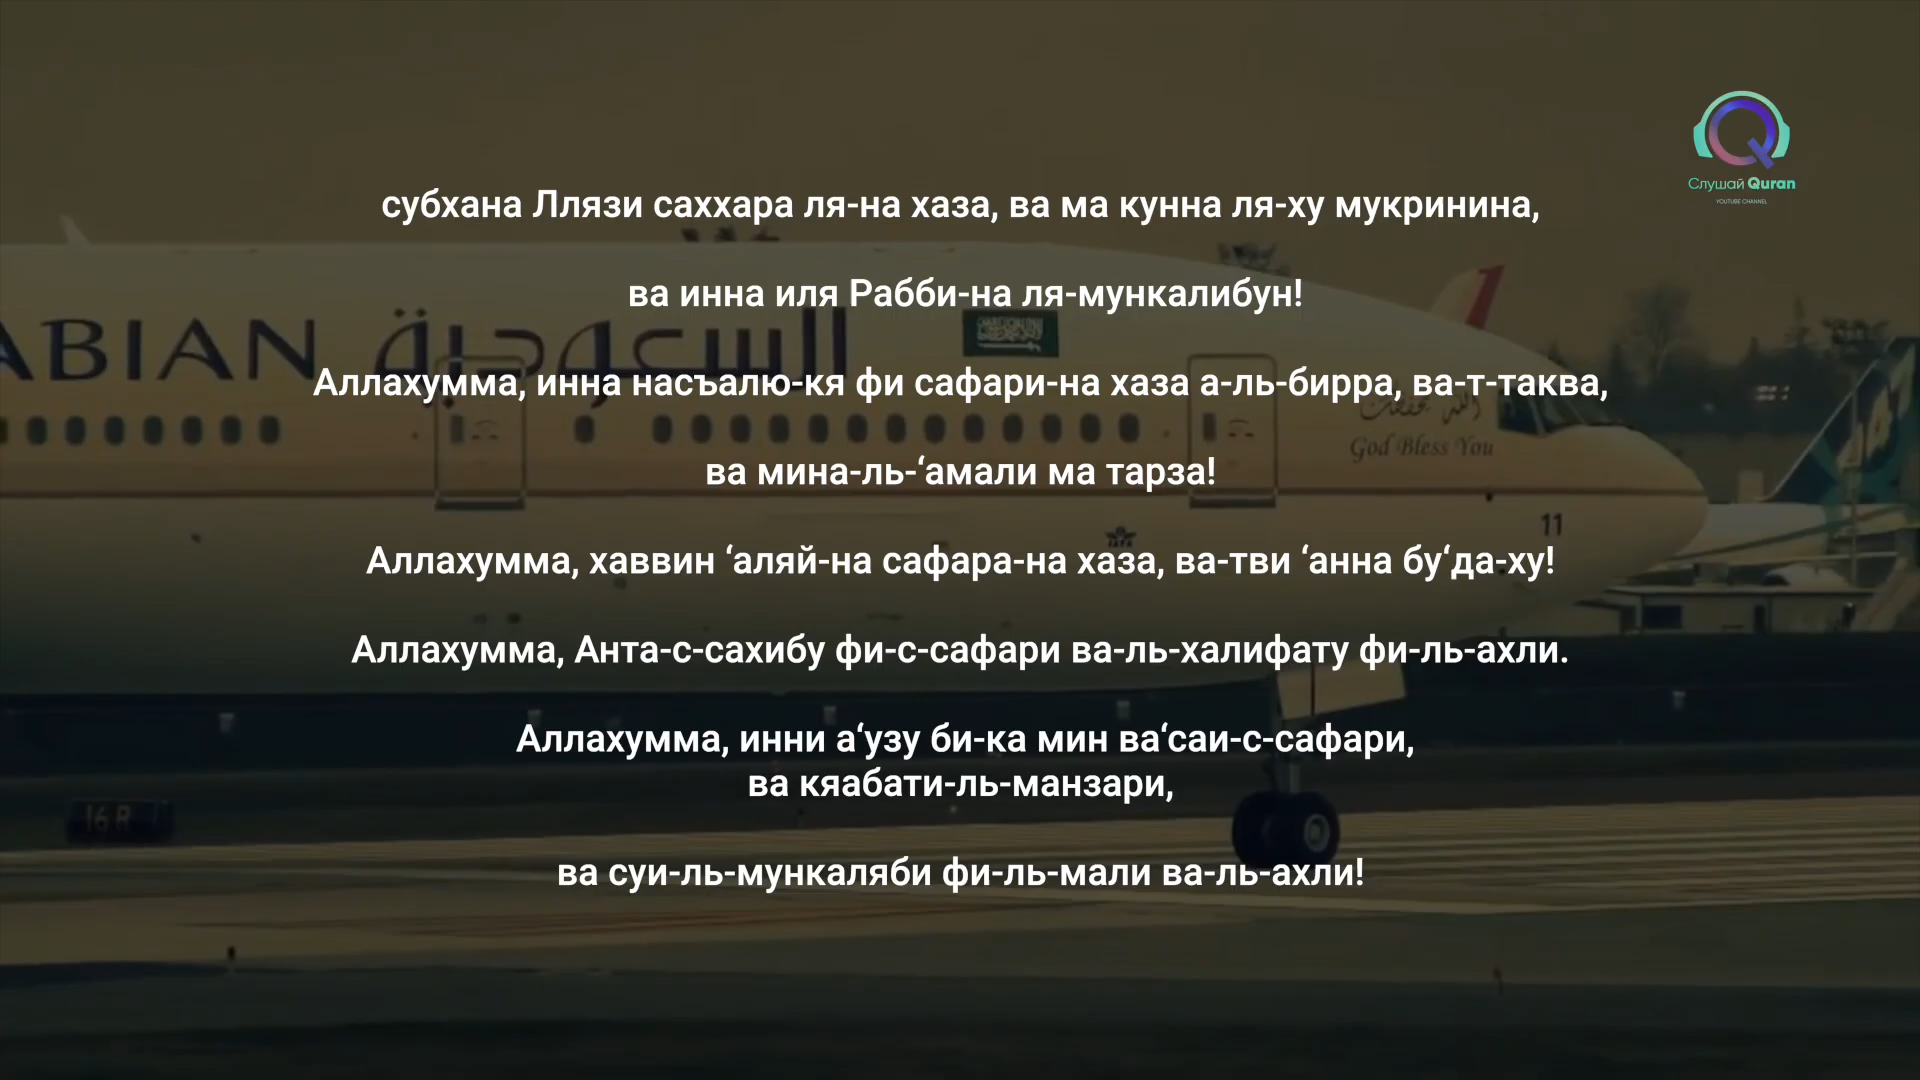 Слушай Quran
YOUTUBE CHANNEL
субхана Ллязи саххара ля-на хаза, ва ма кунна ля-ху мукринина,
ва инна иля Рабби-на ля-мункалибун!
ABIAN السعودية
Аллахумма, инна насъалю-кя фи сафари-на хаза а-ль-бирра, ва-т-таква,
God Bless You
ва мина-ль-‘амали ма тарза!
11
Аллахумма, хаввин ‘аляй-на сафара-на хаза, ва-тви ‘анна бу‘да-ху!
Аллахумма, Анта-с-сахибу фи-с-сафари ва-ль-халифату фи-ль-ахли.
Аллахумма, инни а‘узу би-ка мин ва‘саи-с-сафари,
ва кяабати-ль-манзари,
16 R
ва суи-ль-мункаляби фи-ль-мали ва-ль-ахли!